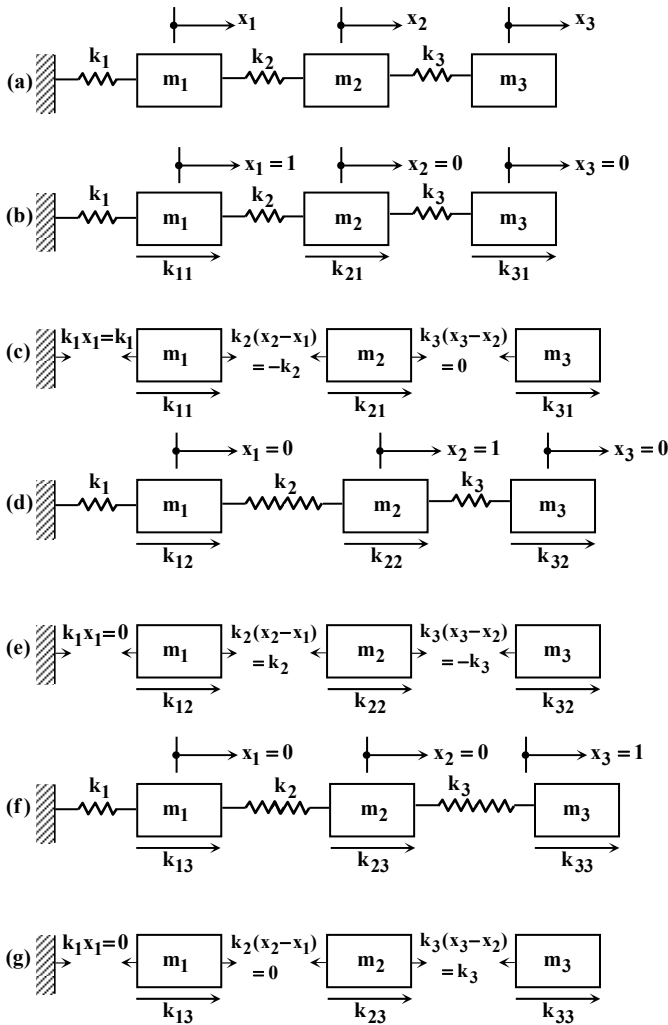 x₁ x₂ x₃
(a) k₁ m₁ k₂ m₂ k₃ m₃
x₁ = 1 x₂ = 0 x₃ = 0
(b) k₁ m₁ k₂ m₂ k₃ m₃
k₁₁ k₂₁ k₃₁
(c) k₁x₁=k₁ m₁ k₂(x₂−x₁) m₂ k₃(x₃−x₂) m₃
=−k₂ = 0
k₁₁ k₂₁ k₃₁
x₁ = 0 x₂ = 1 x₃ = 0
(d) k₁ m₁ k₂ m₂ k₃ m₃
k₁₂ k₂₂ k₃₂
(e) k₁x₁=0 m₁ k₂(x₂−x₁) m₂ k₃(x₃−x₂) m₃
= k₂ =−k₃
k₁₂ k₂₂ k₃₂
x₁ = 0 x₂ = 0 x₃ = 1
(f) k₁ m₁ k₂ m₂ k₃ m₃
k₁₃ k₂₃ k₃₃
(g) k₁x₁=0 m₁ k₂(x₂−x₁) m₂ k₃(x₃−x₂) m₃
= 0 = k₃
k₁₃ k₂₃ k₃₃